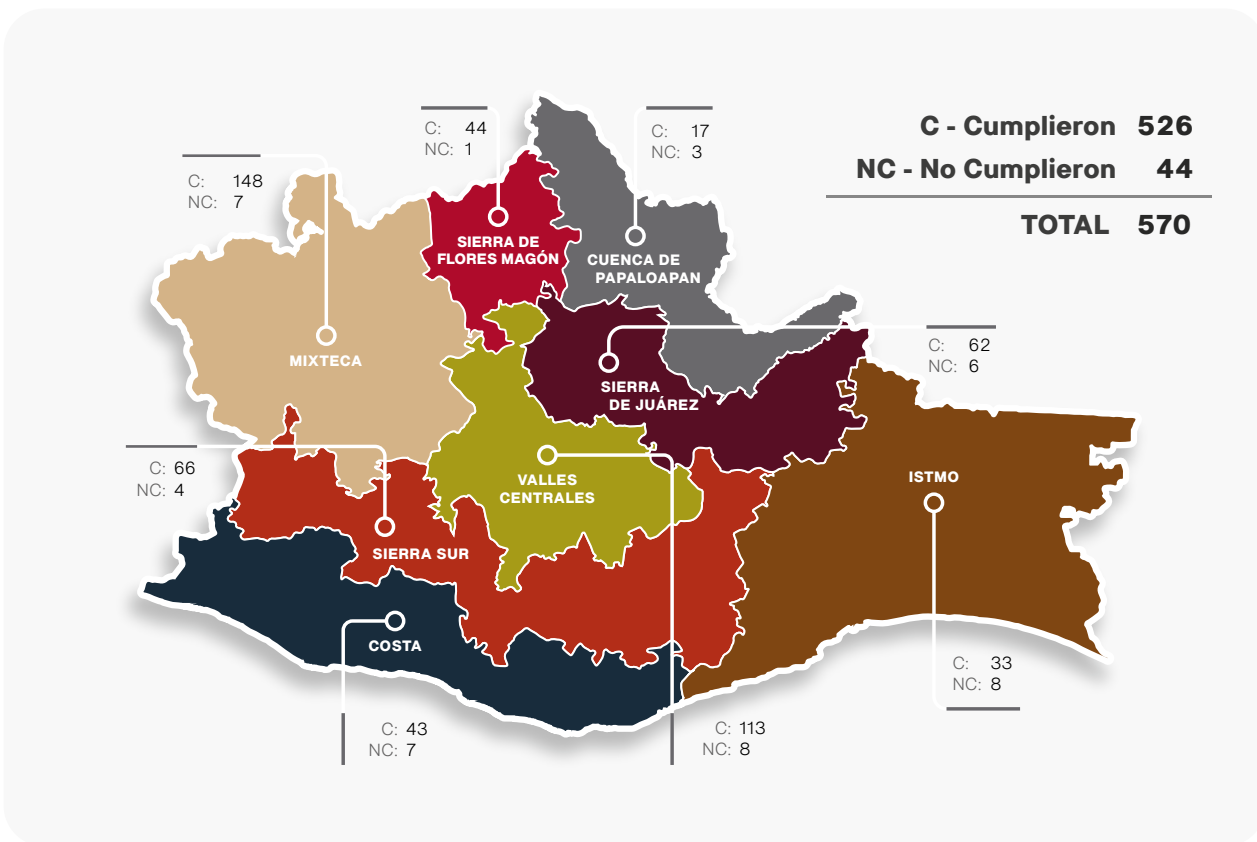 C - Cumplieron 526
NC - No Cumplieron 44
TOTAL 570
C: 44
NC: 1
C: 17
NC: 3
C: 148
NC: 7
SIERRA DE
FLORES MAGÓN
CUENCA DE
PAPALOAPAN
MIXTECA
C: 62
NC: 6
SIERRA
DE JUÁREZ
C: 66
NC: 4
VALLES
CENTRALES
ISTMO
SIERRA SUR
COSTA
C: 33
NC: 8
C: 43
NC: 7
C: 113
NC: 8